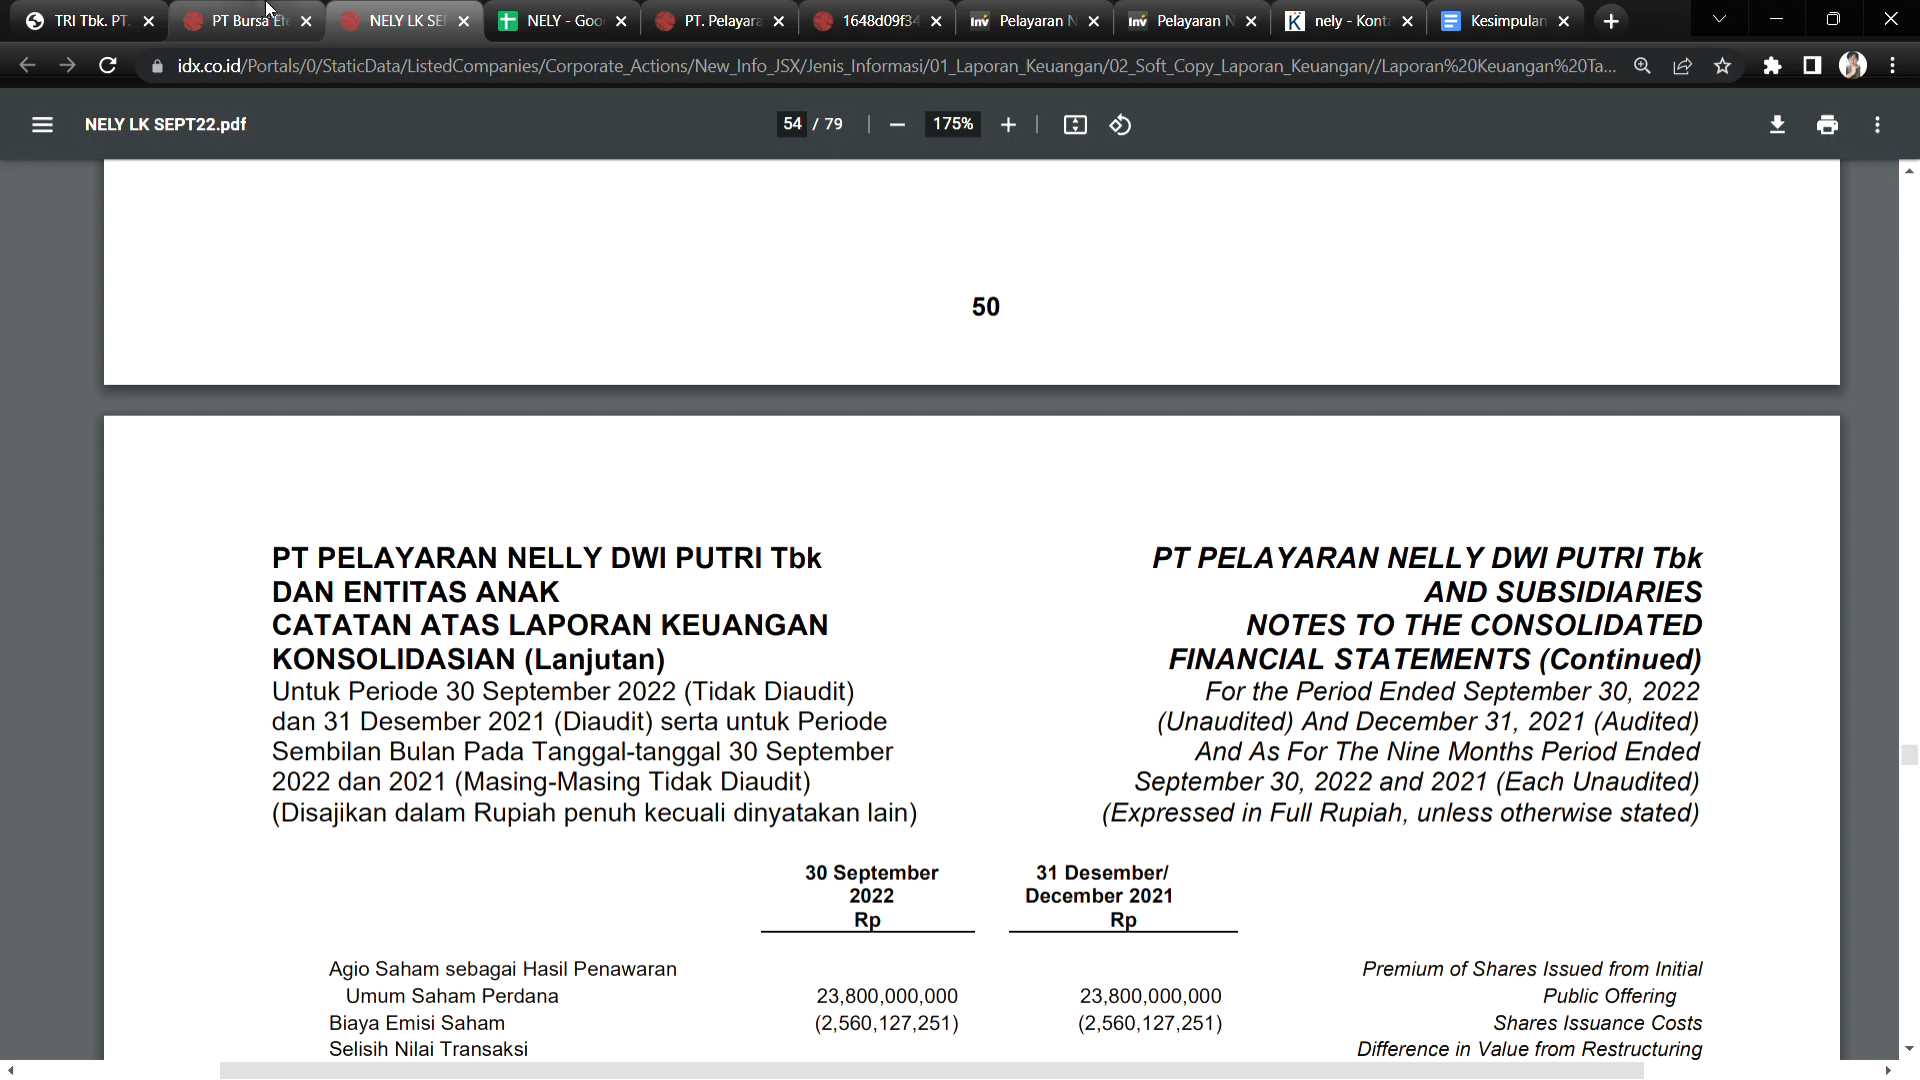 TRI Tbk. PT.
PT Bursa Efe
NELY LK SEP
NELY - Goo
PT. Pelayara
1648d09f34
Pelayaran N
Pelayaran N
nely - Konta
Kesimpulan
idx.co.id/Portals/0/StaticData/ListedCompanies/Corporate_Actions/New_Info_JSX/Jenis_Informasi/01_Laporan_Keuangan/02_Soft_Copy_Laporan_Keuangan//Laporan%20Keuangan%20Ta...
NELY LK SEPT22.pdf
54 / 79
175%
50
PT PELAYARAN NELLY DWI PUTRI Tbk
DAN ENTITAS ANAK
CATATAN ATAS LAPORAN KEUANGAN
KONSOLIDASIAN (Lanjutan)
Untuk Periode 30 September 2022 (Tidak Diaudit)
dan 31 Desember 2021 (Diaudit) serta untuk Periode
Sembilan Bulan Pada Tanggal-tanggal 30 September
2022 dan 2021 (Masing-Masing Tidak Diaudit)
(Disajikan dalam Rupiah penuh kecuali dinyatakan lain)
PT PELAYARAN NELLY DWI PUTRI Tbk
AND SUBSIDIARIES
NOTES TO THE CONSOLIDATED
FINANCIAL STATEMENTS (Continued)
For the Period Ended September 30, 2022
(Unaudited) And December 31, 2021 (Audited)
And As For The Nine Months Period Ended
September 30, 2022 and 2021 (Each Unaudited)
(Expressed in Full Rupiah, unless otherwise stated)
30 September
2022
Rp
31 Desember/
December 2021
Rp
Agio Saham sebagai Hasil Penawaran Premium of Shares Issued from Initial
Umum Saham Perdana 23,800,000,000 23,800,000,000 Public Offering
Biaya Emisi Saham (2,560,127,251) (2,560,127,251) Shares Issuance Costs
Selisih Nilai Transaksi Difference in Value from Restructuring